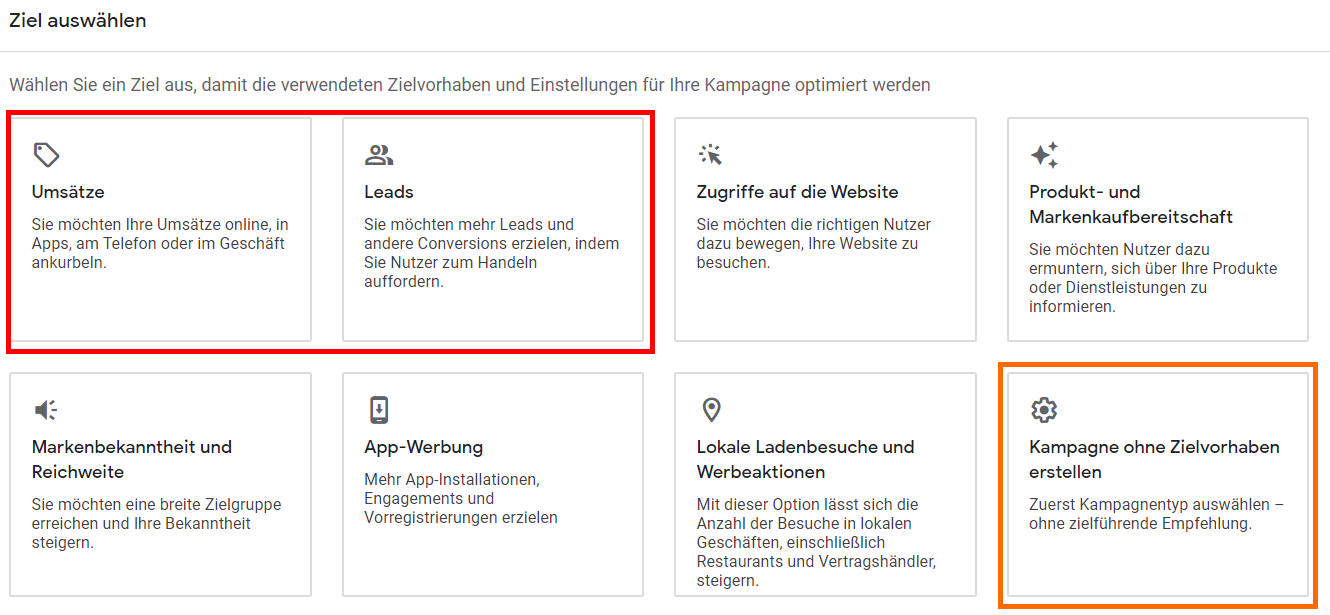 Ziel auswählen
Wählen Sie ein Ziel aus, damit die verwendeten Zielvorhaben und Einstellungen für Ihre Kampagne optimiert werden
Umsätze
Sie möchten Ihre Umsätze online, in
Apps, am Telefon oder im Geschäft
ankurbeln.
Leads
Sie möchten mehr Leads und
andere Conversions erzielen, indem
Sie Nutzer zum Handeln
auffordern.
Zugriffe auf die Website
Sie möchten die richtigen Nutzer
dazu bewegen, Ihre Website zu
besuchen.
Produkt- und
Markenkaufbereitschaft
Sie möchten Nutzer dazu
ermuntern, sich über Ihre Produkte
oder Dienstleistungen zu
informieren.
Markenbekanntheit und
Reichweite
Sie möchten eine breite Zielgruppe
erreichen und Ihre Bekanntheit
steigern.
App-Werbung
Mehr App-Installationen,
Engagements und
Vorregistrierungen erzielen
Lokale Ladenbesuche und
Werbeaktionen
Mit dieser Option lässt sich die
Anzahl der Besuche in lokalen
Geschäften, einschließlich
Restaurants und Vertragshändler,
steigern.
Kampagne ohne Zielvorhaben
erstellen
Zuerst Kampagnentyp auswählen –
ohne zielführende Empfehlung.